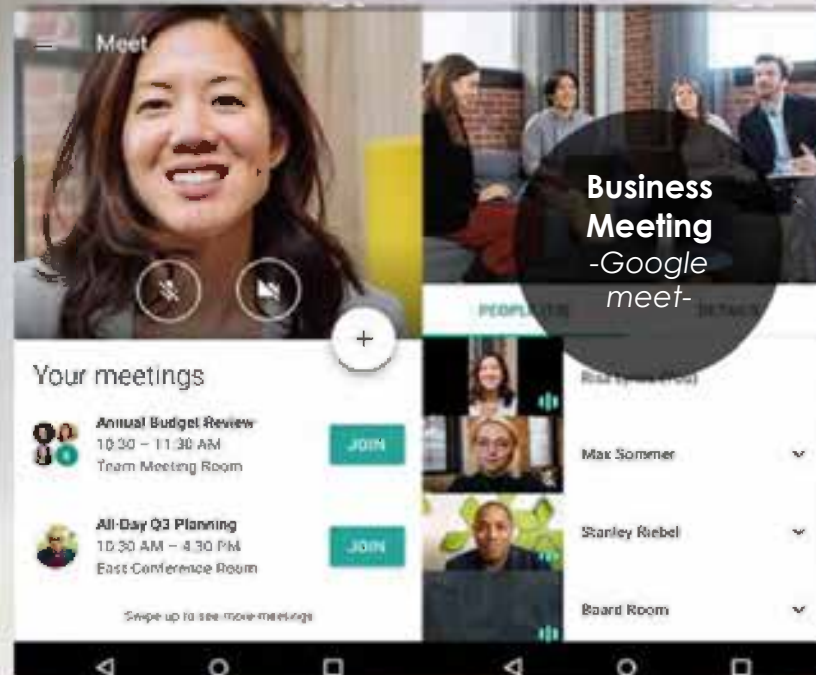 Meet
Your meetings
Annual Budget Review
10:30 – 11:30 AM
Team Meeting Room
JOIN
All-Day Q3 Planning
10:30 AM – 4:30 PM
East Conference Room
JOIN
Swipe up to see more meetings
Business
Meeting
-Google
meet-
PEOPLE
DETAILS
Max Sommer
Stanley Riebel
Board Room